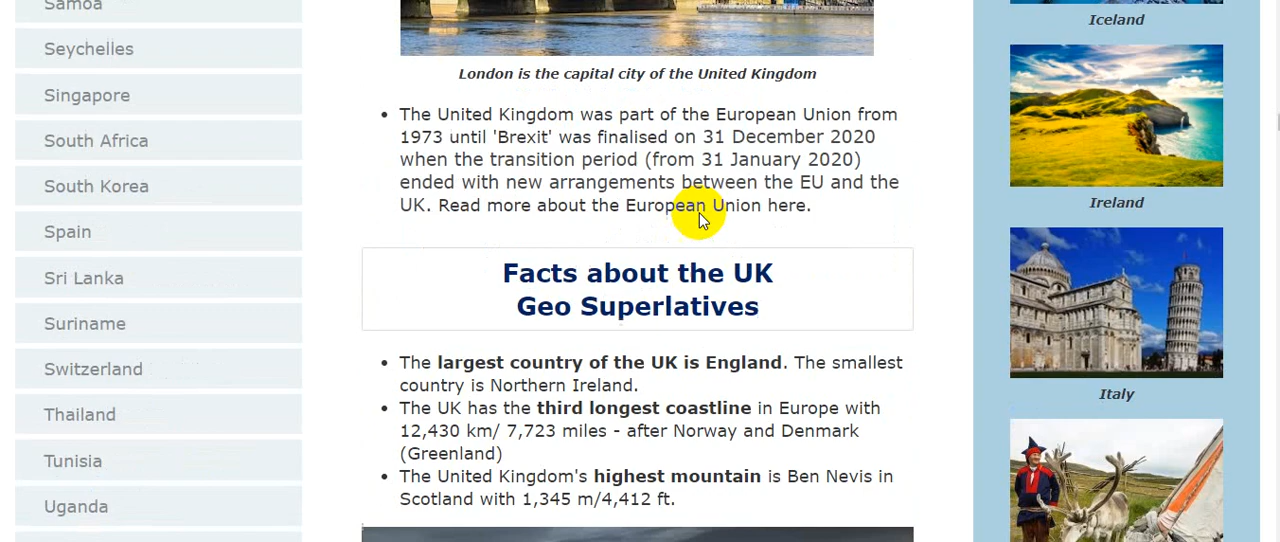 Samoa
Seychelles
Singapore
South Africa
South Korea
Spain
Sri Lanka
Suriname
Switzerland
Thailand
Tunisia
Uganda
London is the capital city of the United Kingdom
• The United Kingdom was part of the European Union from
1973 until 'Brexit' was finalised on 31 December 2020
when the transition period (from 31 January 2020)
ended with new arrangements between the EU and the
UK. Read more about the European Union here.
Facts about the UK
Geo Superlatives
• The largest country of the UK is England. The smallest
country is Northern Ireland.
• The UK has the third longest coastline in Europe with
12,430 km/ 7,723 miles - after Norway and Denmark
(Greenland)
• The United Kingdom's highest mountain is Ben Nevis in
Scotland with 1,345 m/4,412 ft.
Iceland
Ireland
Italy